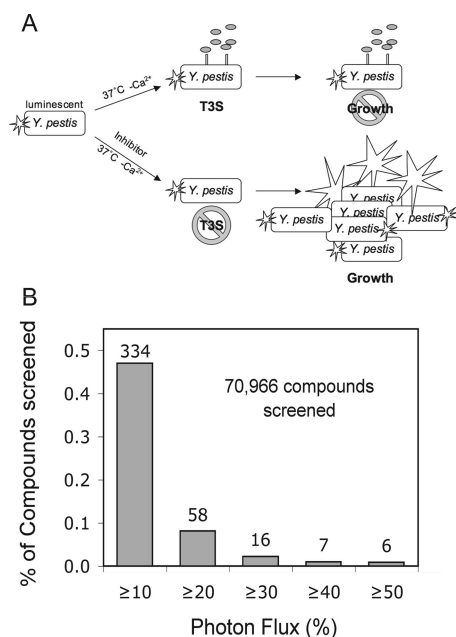 A
luminescent
Y. pestis
37°C -Ca²⁺
Y. pestis
T3S
Y. pestis
Growth
Inhibitor
37°C -Ca²⁺
Y. pestis
T3S
Y. pestis
Y. pestis
Y. pestis
Y. pestis
Y. pestis
Y. pestis
Growth
B
% of Compounds screened
0.5
0.4
0.3
0.2
0.1
0.0
334
58
16
7
6
70,966 compounds
screened
≥10
≥20
≥30
≥40
≥50
Photon Flux (%)